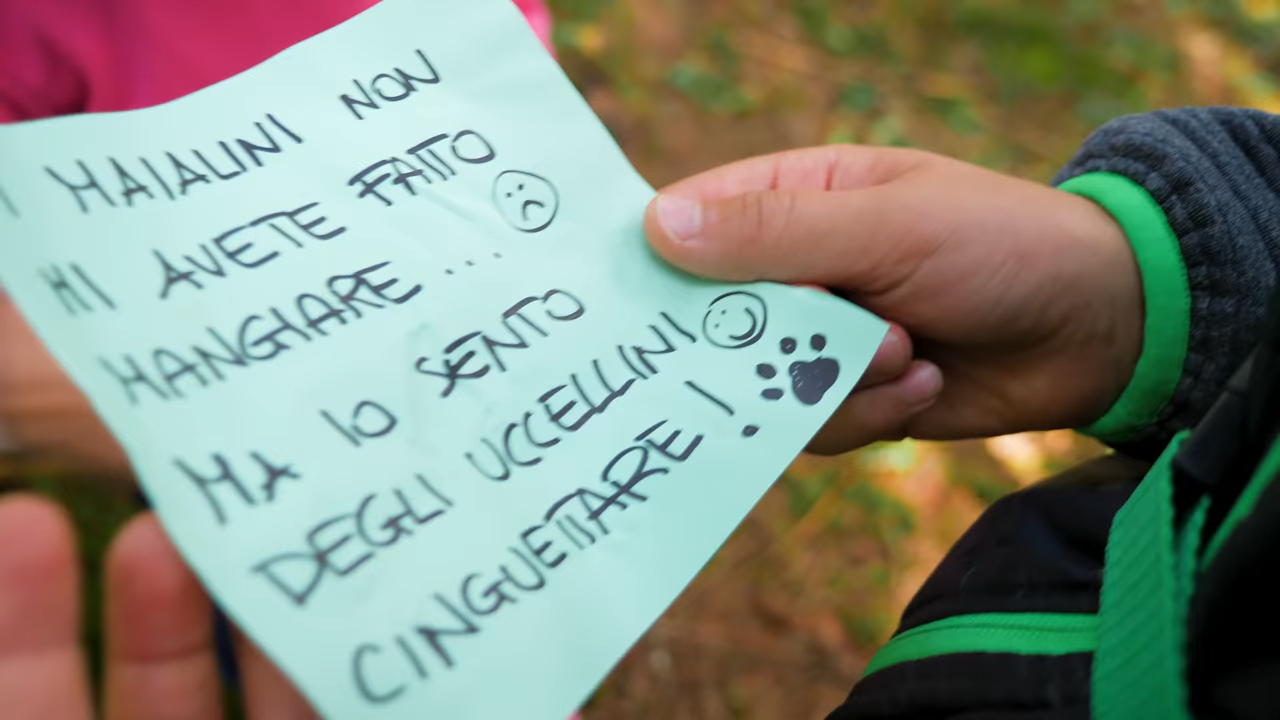 I MAIALINI NON
MI AVETE FATTO
MANGIARE ...
MA IO SENTO
DEGLI UCCELLINI
CINGUETTARE !